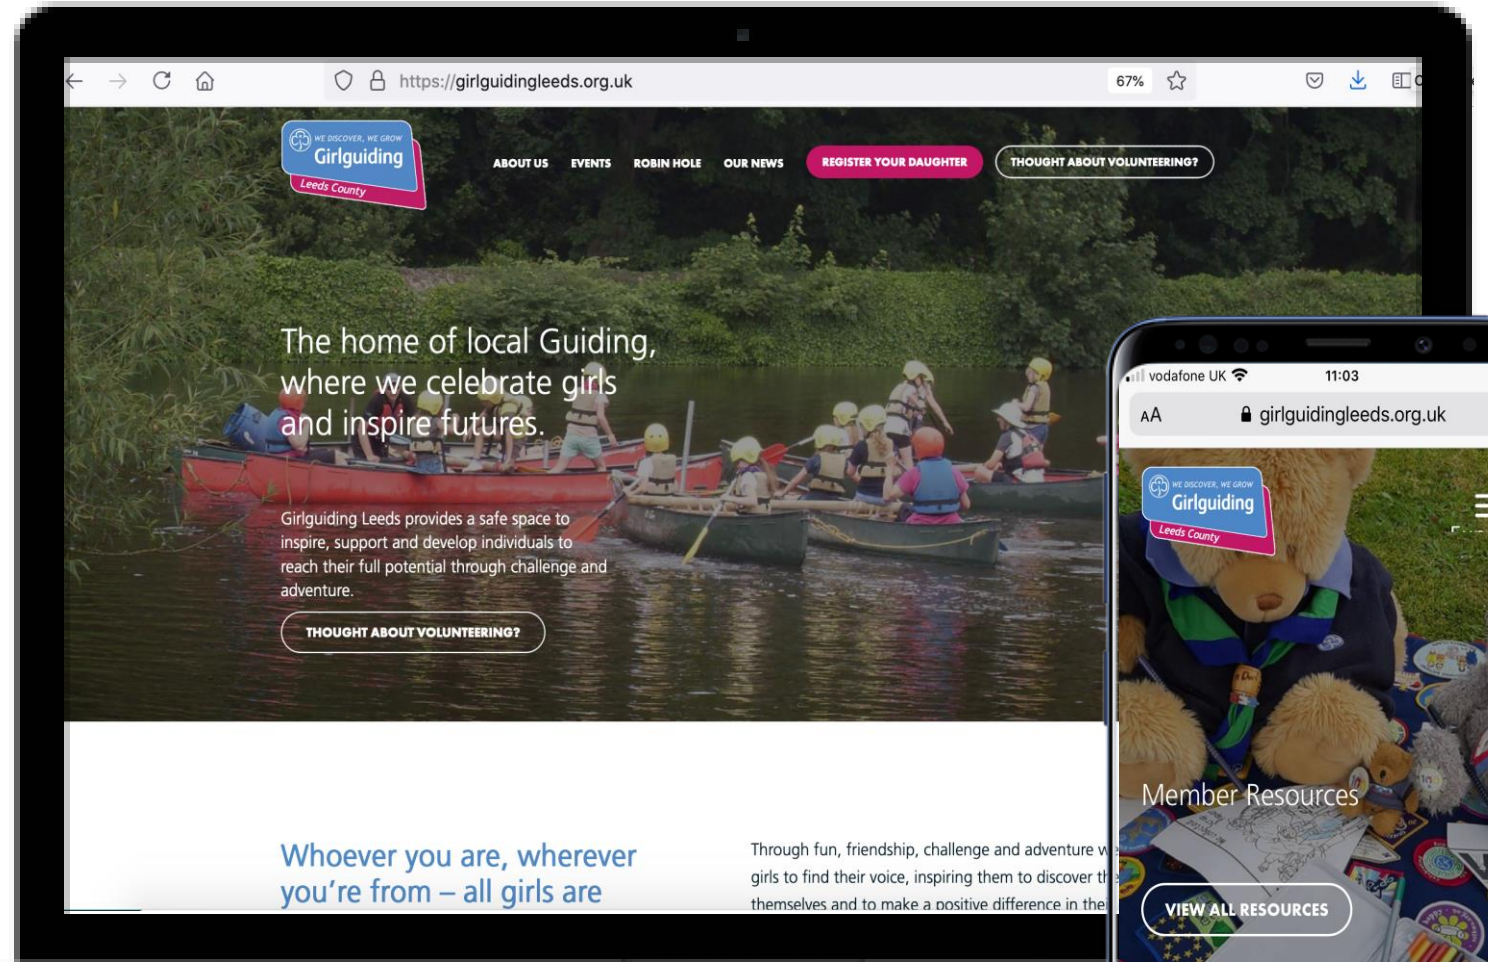 https://girlguidingleeds.org.uk
67%
WE DISCOVER, WE GROW
Girlguiding
Leeds County
ABOUT US
EVENTS
ROBIN HOLE
OUR NEWS
REGISTER YOUR DAUGHTER
THOUGHT ABOUT VOLUNTEERING?
The home of local Guiding,
where we celebrate girls
and inspire futures.
Girlguiding Leeds provides a safe space to
inspire, support and develop individuals to
reach their full potential through challenge and
adventure.
THOUGHT ABOUT VOLUNTEERING?
Whoever you are, wherever
you're from – all girls are
Through fun, friendship, challenge and adventure
girls to find their voice, inspiring them to discover
themselves and to make a positive difference in
vodafone UK
11:03
AA
girlguidingleeds.org.uk
WE DISCOVER, WE GROW
Girlguiding
Leeds County
Member Resources
VIEW ALL RESOURCES